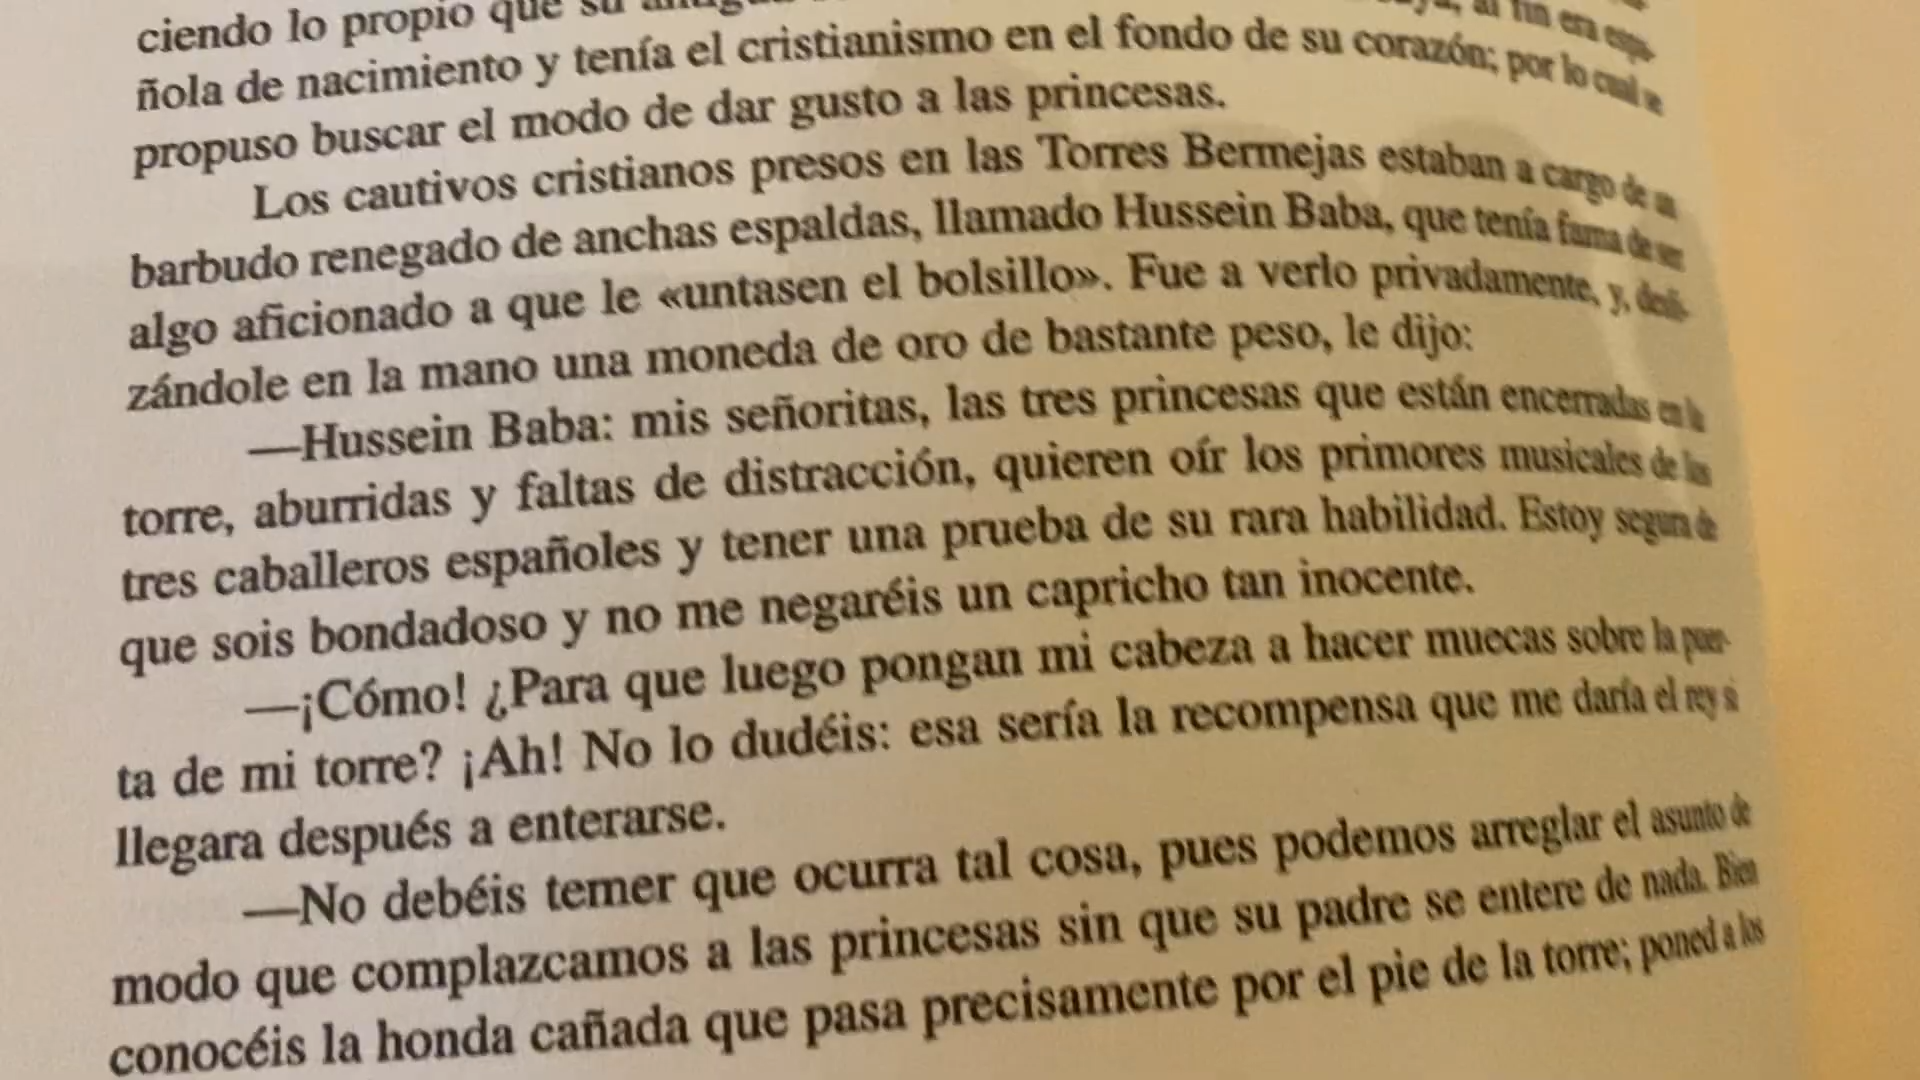 ciendo lo propio que su
ñola de nacimiento y tenía el cristianismo en el fondo de su corazón; por lo cual se
propuso buscar el modo de dar gusto a las princesas.
Los cautivos cristianos presos en las Torres Bermejas estaban a cargo de un
barbudo renegado de anchas espaldas, llamado Hussein Baba, que tenía fama de ser
algo aficionado a que le «untasen el bolsillo». Fue a verlo privadamente, y, desli-
zándole en la mano una moneda de oro de bastante peso, le dijo:
—Hussein Baba: mis señoritas, las tres princesas que están encerradas en la
torre, aburridas y faltas de distracción, quieren oír los primores musicales de los
tres caballeros españoles y tener una prueba de su rara habilidad. Estoy segura de
que sois bondadoso y no me negaréis un capricho tan inocente.
—¡Cómo! ¿Para que luego pongan mi cabeza a hacer muecas sobre la puer-
ta de mi torre? ¡Ah! No lo dudéis: esa sería la recompensa que me daría el rey si
llegara después a enterarse.
—No debéis temer que ocurra tal cosa, pues podemos arreglar el asunto de
modo que complazcamos a las princesas sin que su padre se entere de nada. Bien
conocéis la honda cañada que pasa precisamente por el pie de la torre; poned a los